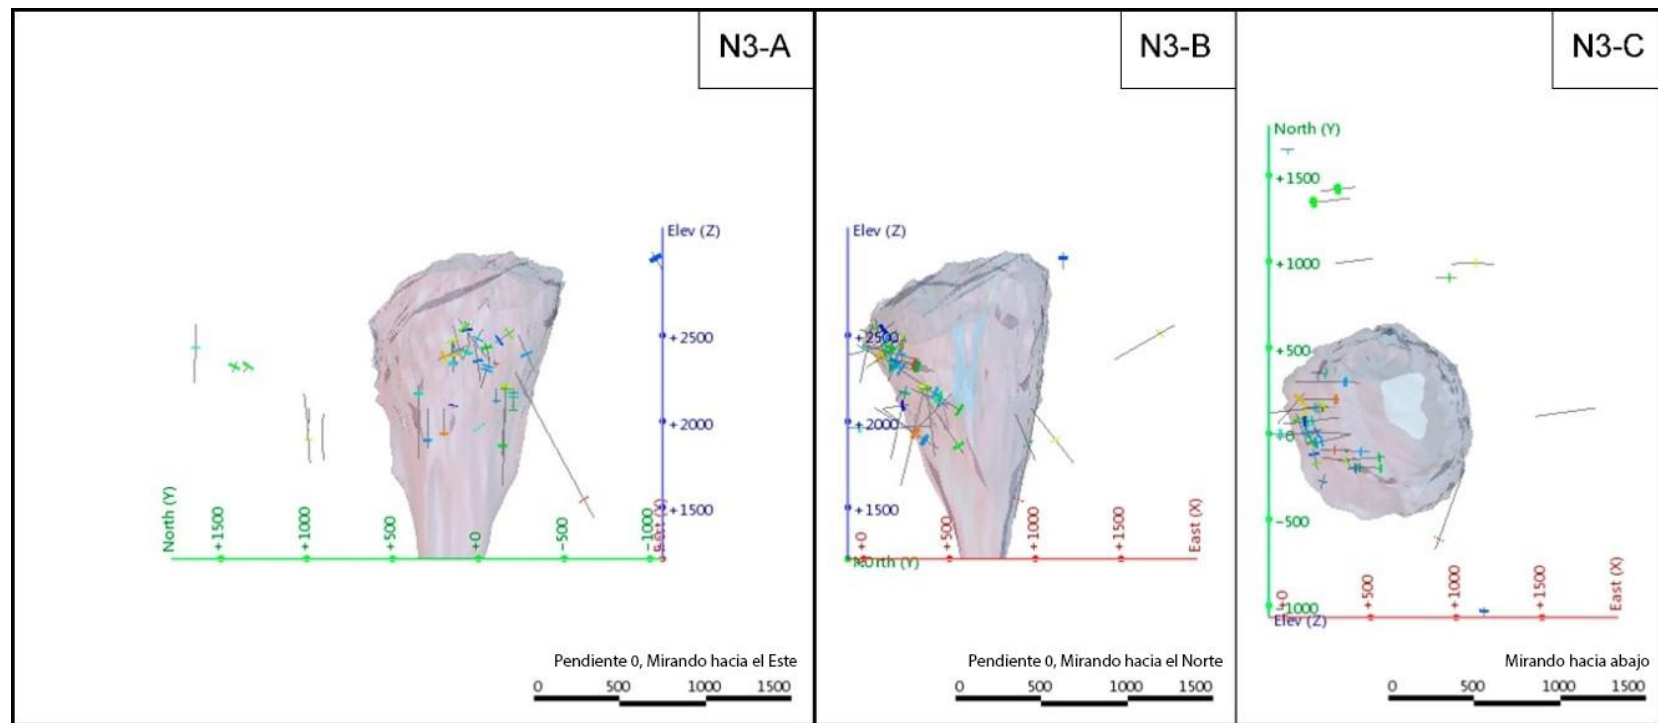 N3-A
Elev (Z)
+2500
+2000
+1500
North (Y)
+1500
+1000
+500
+0
-500
-1000
Pendiente 0, Mirando hacia el Este
0 500 1000 1500
N3-B
Elev (Z)
+2500
+2000
+1500
+0
+500
+1000
+1500
East (X)
North (Y)
Pendiente 0, Mirando hacia el Norte
0 500 1000 1500
N3-C
North (Y)
+1500
+1000
+500
+0
-500
-1000
Elev (Z)
+0
+500
+1000
+1500
East (X)
Mirando hacia abajo
0 500 1000 1500